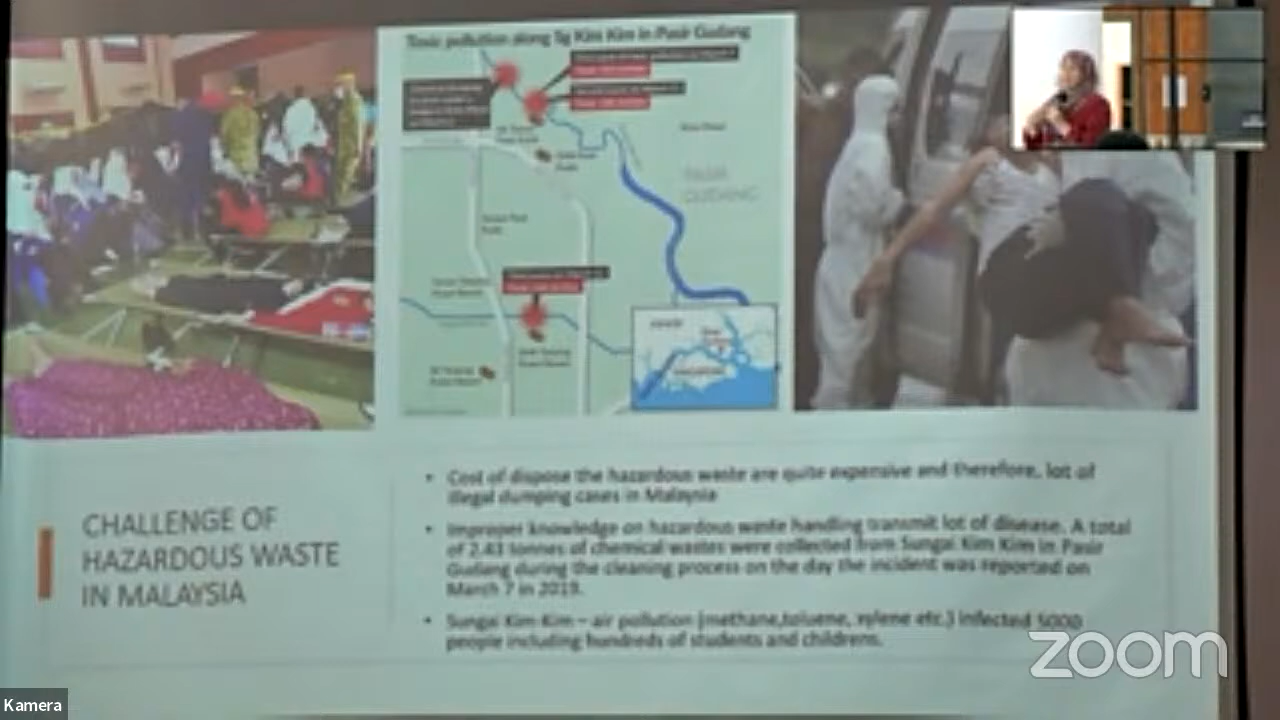 Toxic pollution along Sg Kim Kim in Pasir Gudang
PASIR
GUDANG
CHALLENGE OF
HAZARDOUS WASTE
IN MALAYSIA
• Cost of dispose the hazardous waste are quite expensive and therefore, lot of
illegal dumping cases in Malaynia
• Improper knowledge on hazardous waste handling transmit lot of disease. A total
of 2.43 tonnes of chemical wastes were collected from Sungai Kim Kim in Pasir
Gudang during the cleaning process on the day the incident was reported on
March 7 in 2019.
• Sungai Kim Kim – air pollution (methane,toluene, xylene etc.) infected 5000
people including hundreds of students and childrens.
zoom
Kamera